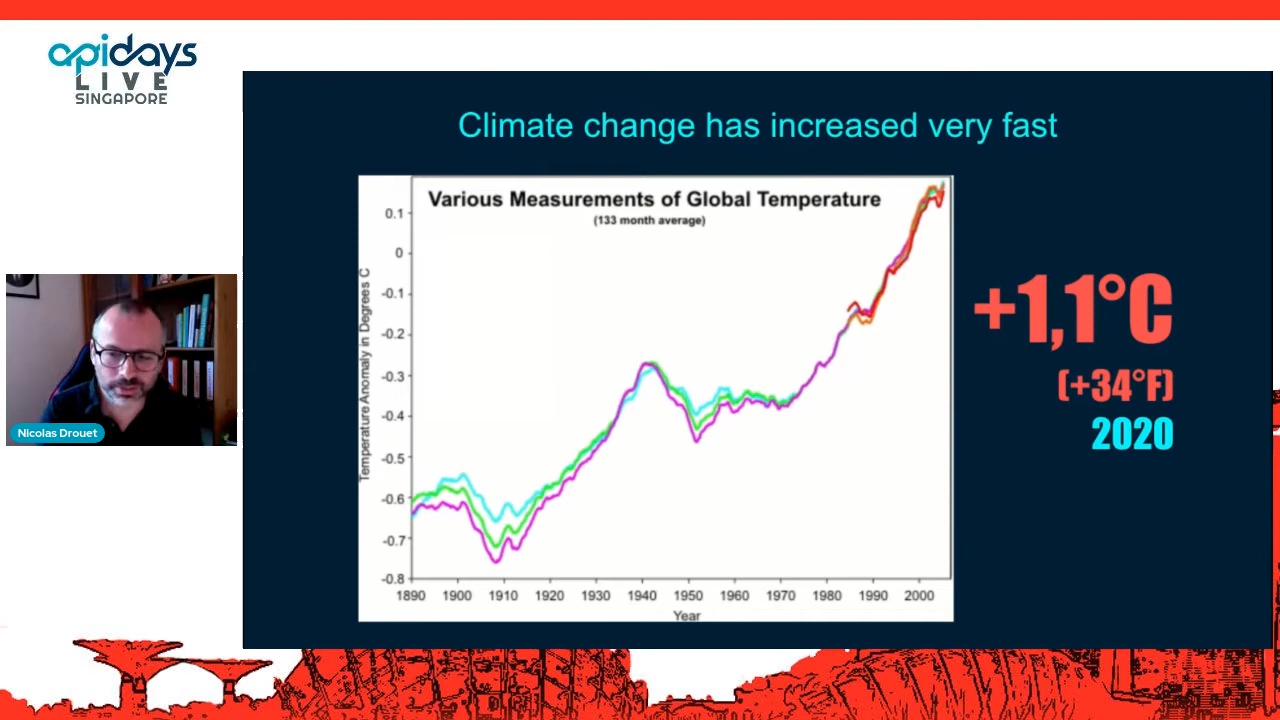 apidays
LIVE
SINGAPORE
Climate change has increased very fast
Various Measurements of Global Temperature
(133 month average)
Temperature Anomaly in Degrees C
0.1
0
-0.1
-0.2
-0.3
-0.4
-0.5
-0.6
-0.7
-0.8
1890 1900 1910 1920 1930 1940 1950 1960 1970 1980 1990 2000
Year
+1,1°C
(+34°F)
2020
Nicolas Drouet